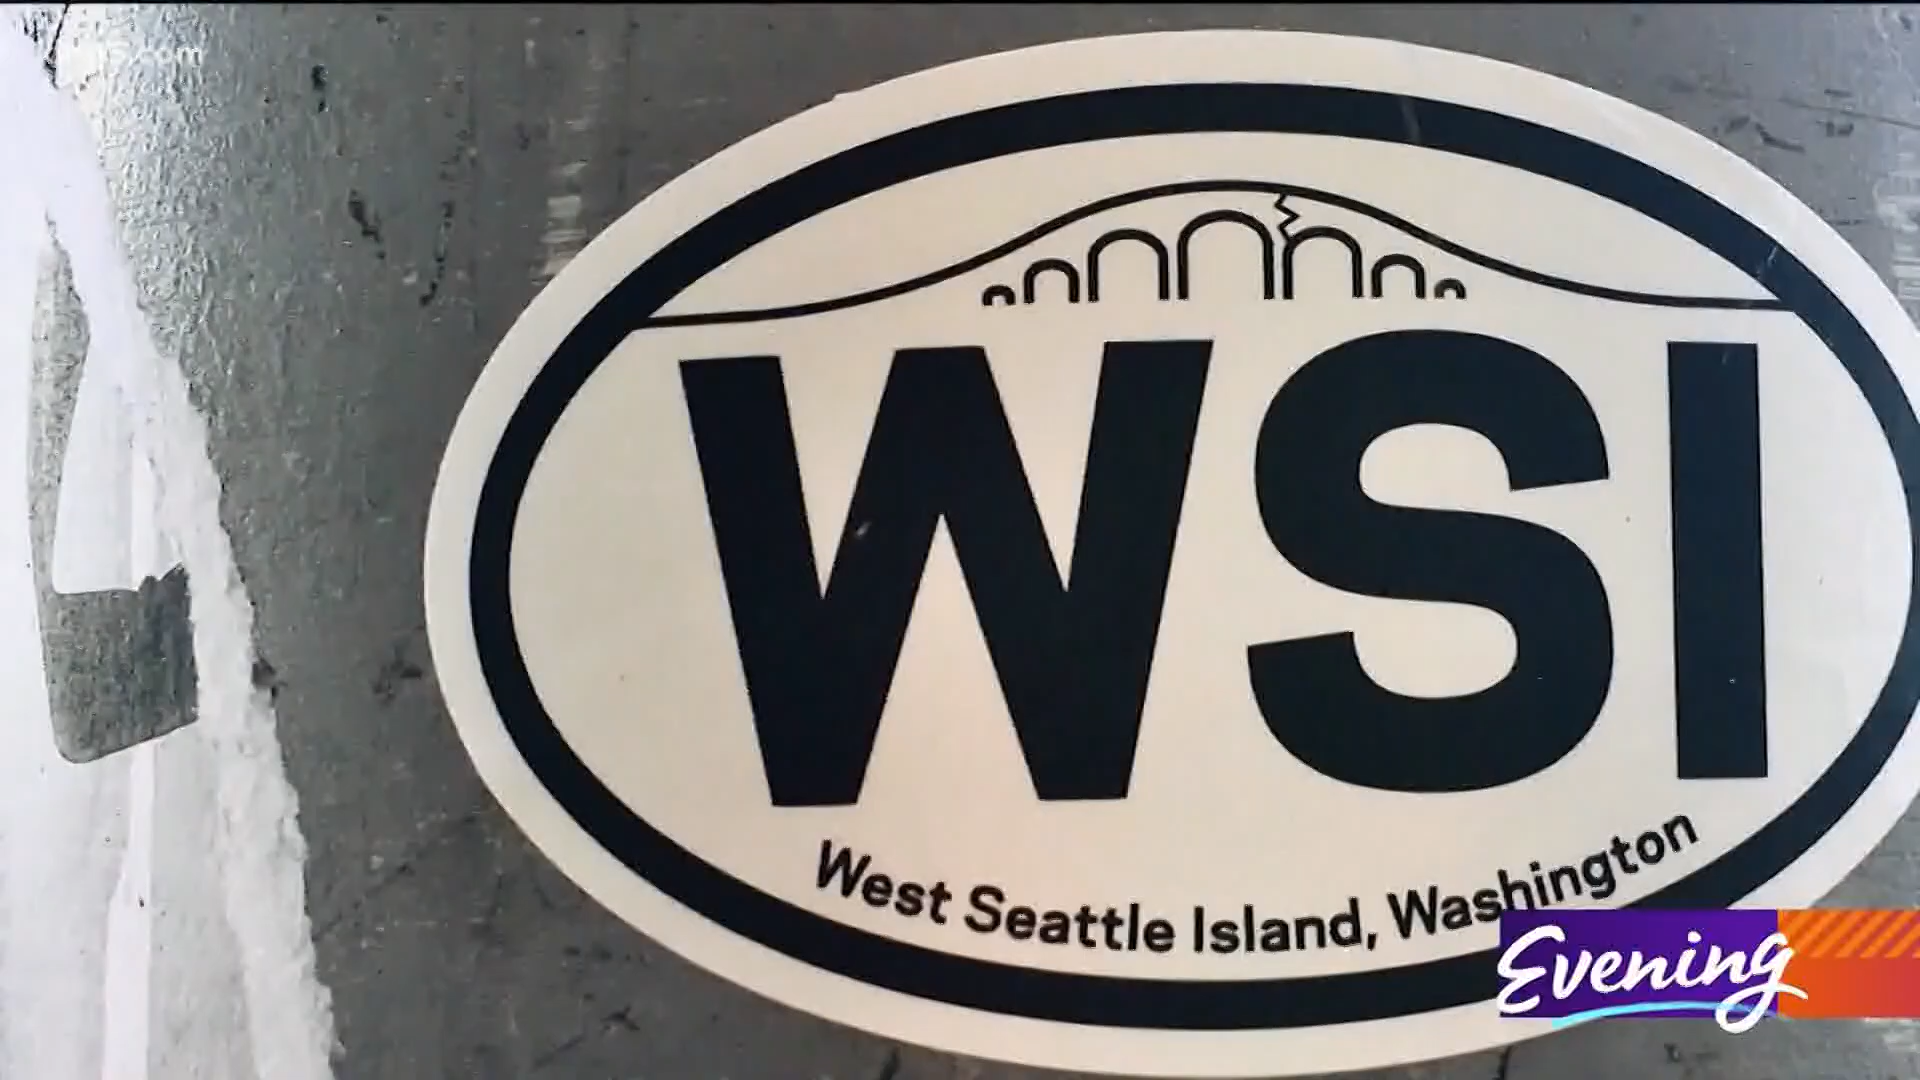 WSI
West Seattle Island, Washington
Evening